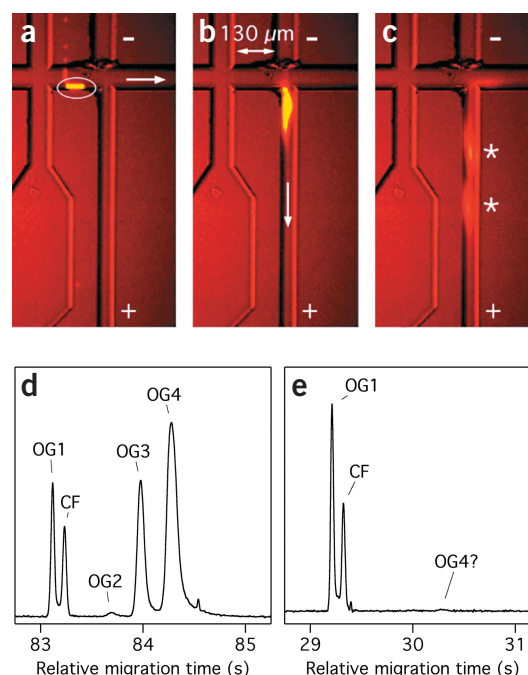 a
–
b
130 µm
–
c
–
*
*
+
+
+
d
OG1
CF
OG2
OG3
OG4
83 84 85
Relative migration time (s)
e
OG1
CF
OG4?
29 30 31
Relative migration time (s)